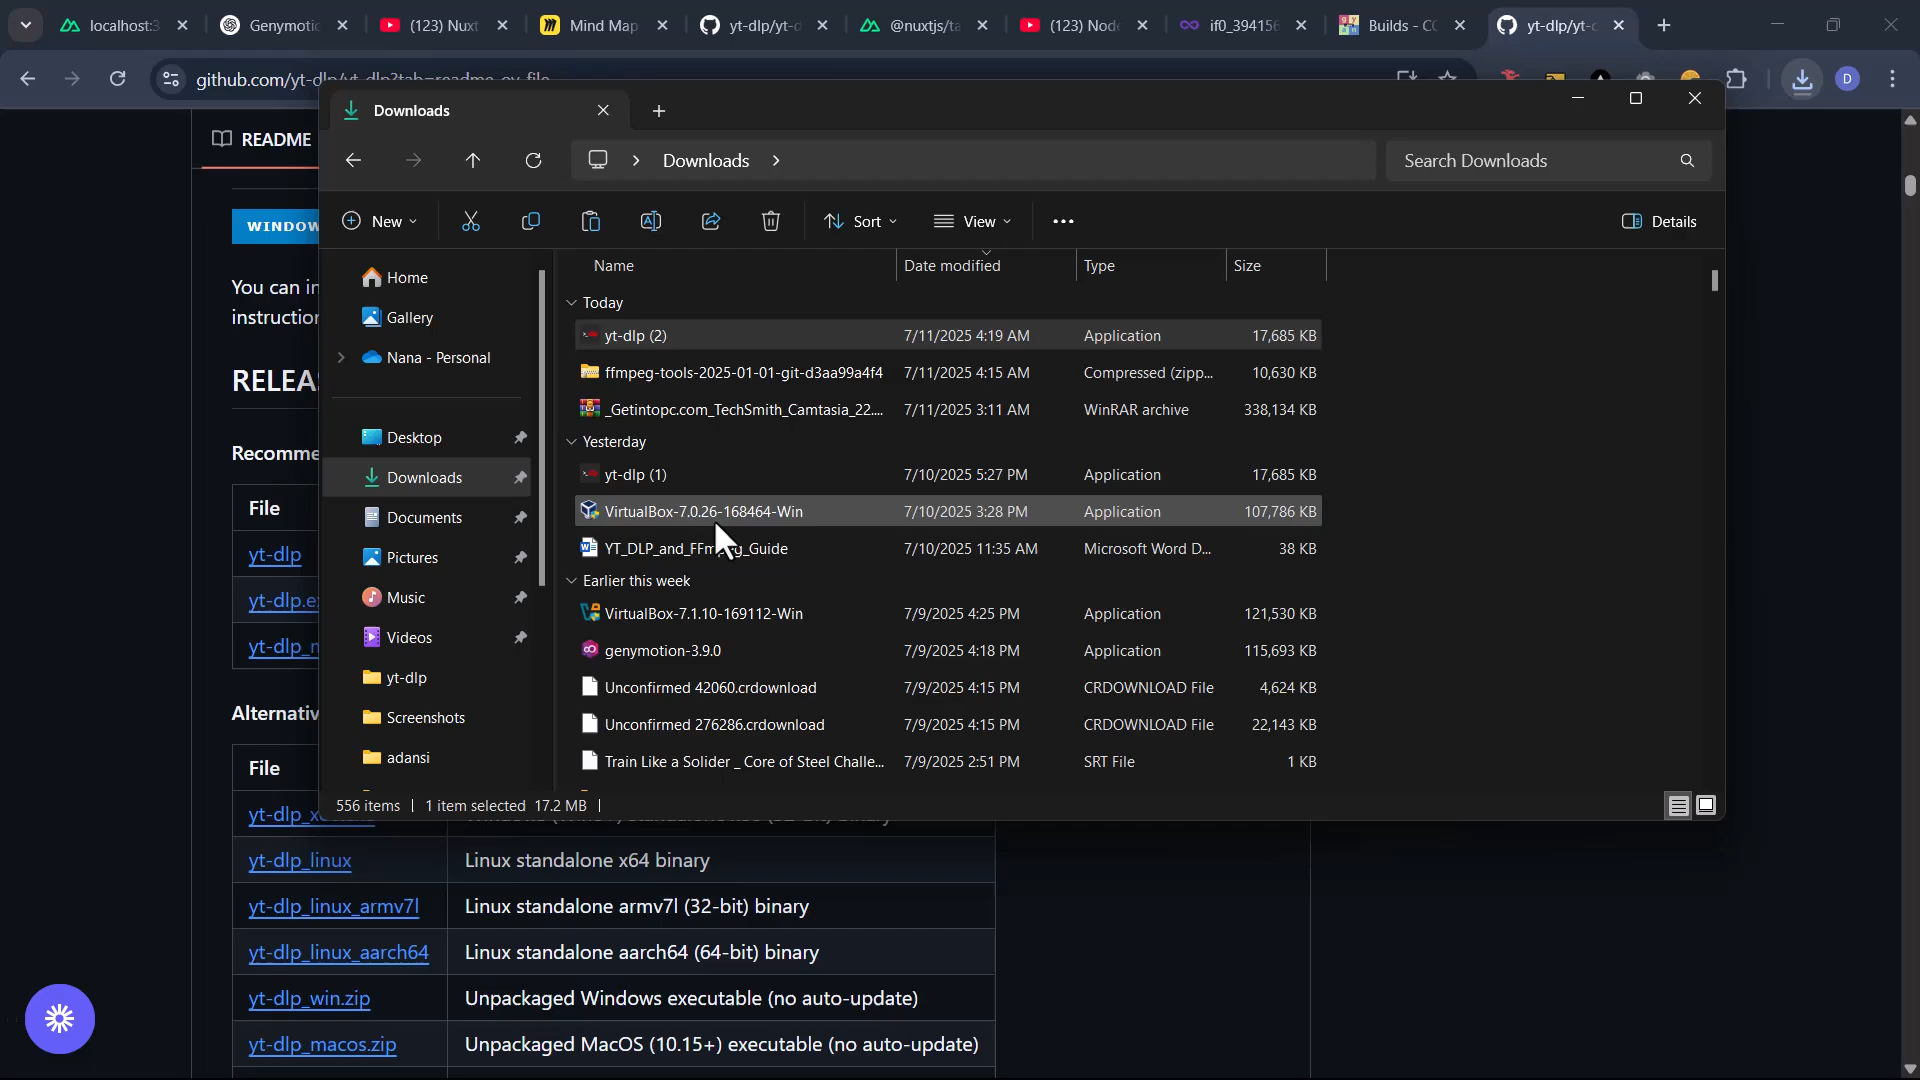 localhost:3
Genymotic
(123) Nuxt
Mind Map
yt-dlp/yt-c
@nuxtjs/ta
(123) Node
if0_394156
Builds - CC
yt-dlp/yt-c
D
README
WINDOW
You can in
instruction
RELEA
Recomme
File
yt-dlp
yt-dlp.e
Alternativ
File
yt-dlp_linux
Linux standalone x64 binary
yt-dlp_linux_armv7l
Linux standalone armv7l (32-bit) binary
yt-dlp_linux_aarch64
Linux standalone aarch64 (64-bit) binary
yt-dlp_win.zip
Unpackaged Windows executable (no auto-update)
yt-dlp_macos.zip
Unpackaged MacOS (10.15+) executable (no auto-update)
Downloads
Downloads
Search Downloads
New
Sort
View
Details
Home
Gallery
Nana - Personal
Desktop
Downloads
Documents
Pictures
Music
Videos
yt-dlp
Screenshots
adansi
Name Date modified Type Size
Today
yt-dlp (2) 7/11/2025 4:19 AM Application 17,685 KB
ffmpeg-tools-2025-01-01-git-d3aa99a4f4 7/11/2025 4:15 AM Compressed (zipp... 10,630 KB
_Getintopc.com_TechSmith_Camtasia_22.... 7/11/2025 3:11 AM WinRAR archive 338,134 KB
Yesterday
yt-dlp (1) 7/10/2025 5:27 PM Application 17,685 KB
VirtualBox-7.0.26-168464-Win 7/10/2025 3:28 PM Application 107,786 KB
YT_DLP_and_FFm g_Guide 7/10/2025 11:35 AM Microsoft Word D... 38 KB
Earlier this week
VirtualBox-7.1.10-169112-Win 7/9/2025 4:25 PM Application 121,530 KB
genymotion-3.9.0 7/9/2025 4:18 PM Application 115,693 KB
Unconfirmed 42060.crdownload 7/9/2025 4:15 PM CRDOWNLOAD File 4,624 KB
Unconfirmed 276286.crdownload 7/9/2025 4:15 PM CRDOWNLOAD File 22,143 KB
Train Like a Solider _ Core of Steel Challe... 7/9/2025 2:51 PM SRT File 1 KB
556 items 1 item selected 17.2 MB